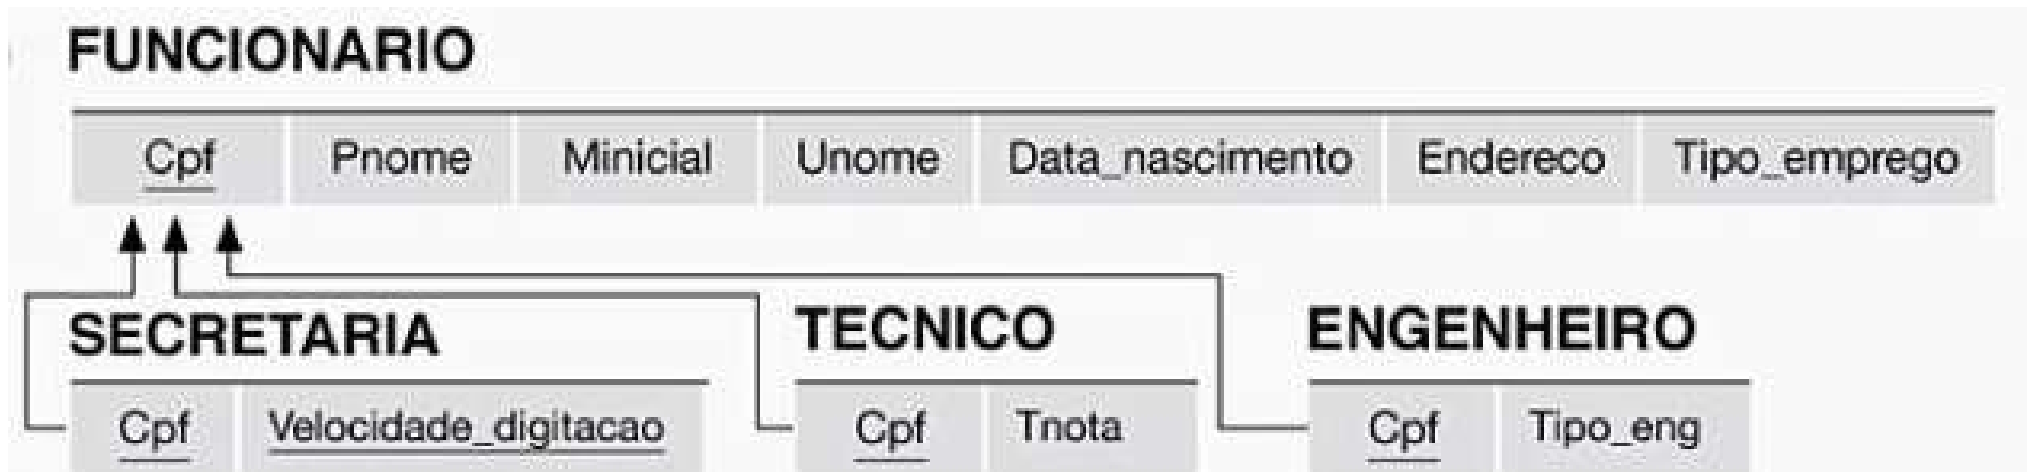 FUNCIONARIO
Cpf Pnome Minicial Unome Data_nascimento Endereco Tipo_emprego
SECRETARIA TECNICO ENGENHEIRO
Cpf Velocidade_digitacao Cpf Tnota Cpf Tipo_eng